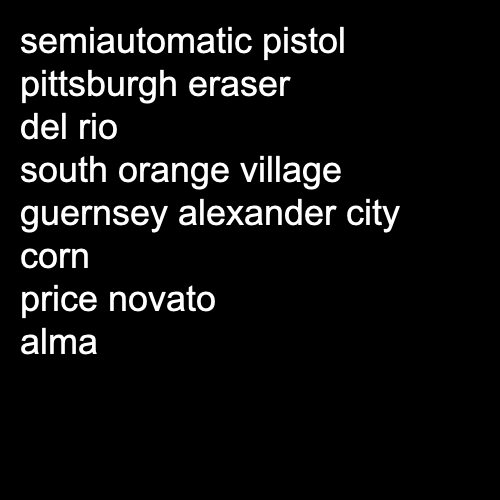 semiautomatic pistol
pittsburgh eraser
del rio
south orange village
guernsey alexander city
corn
price novato
alma